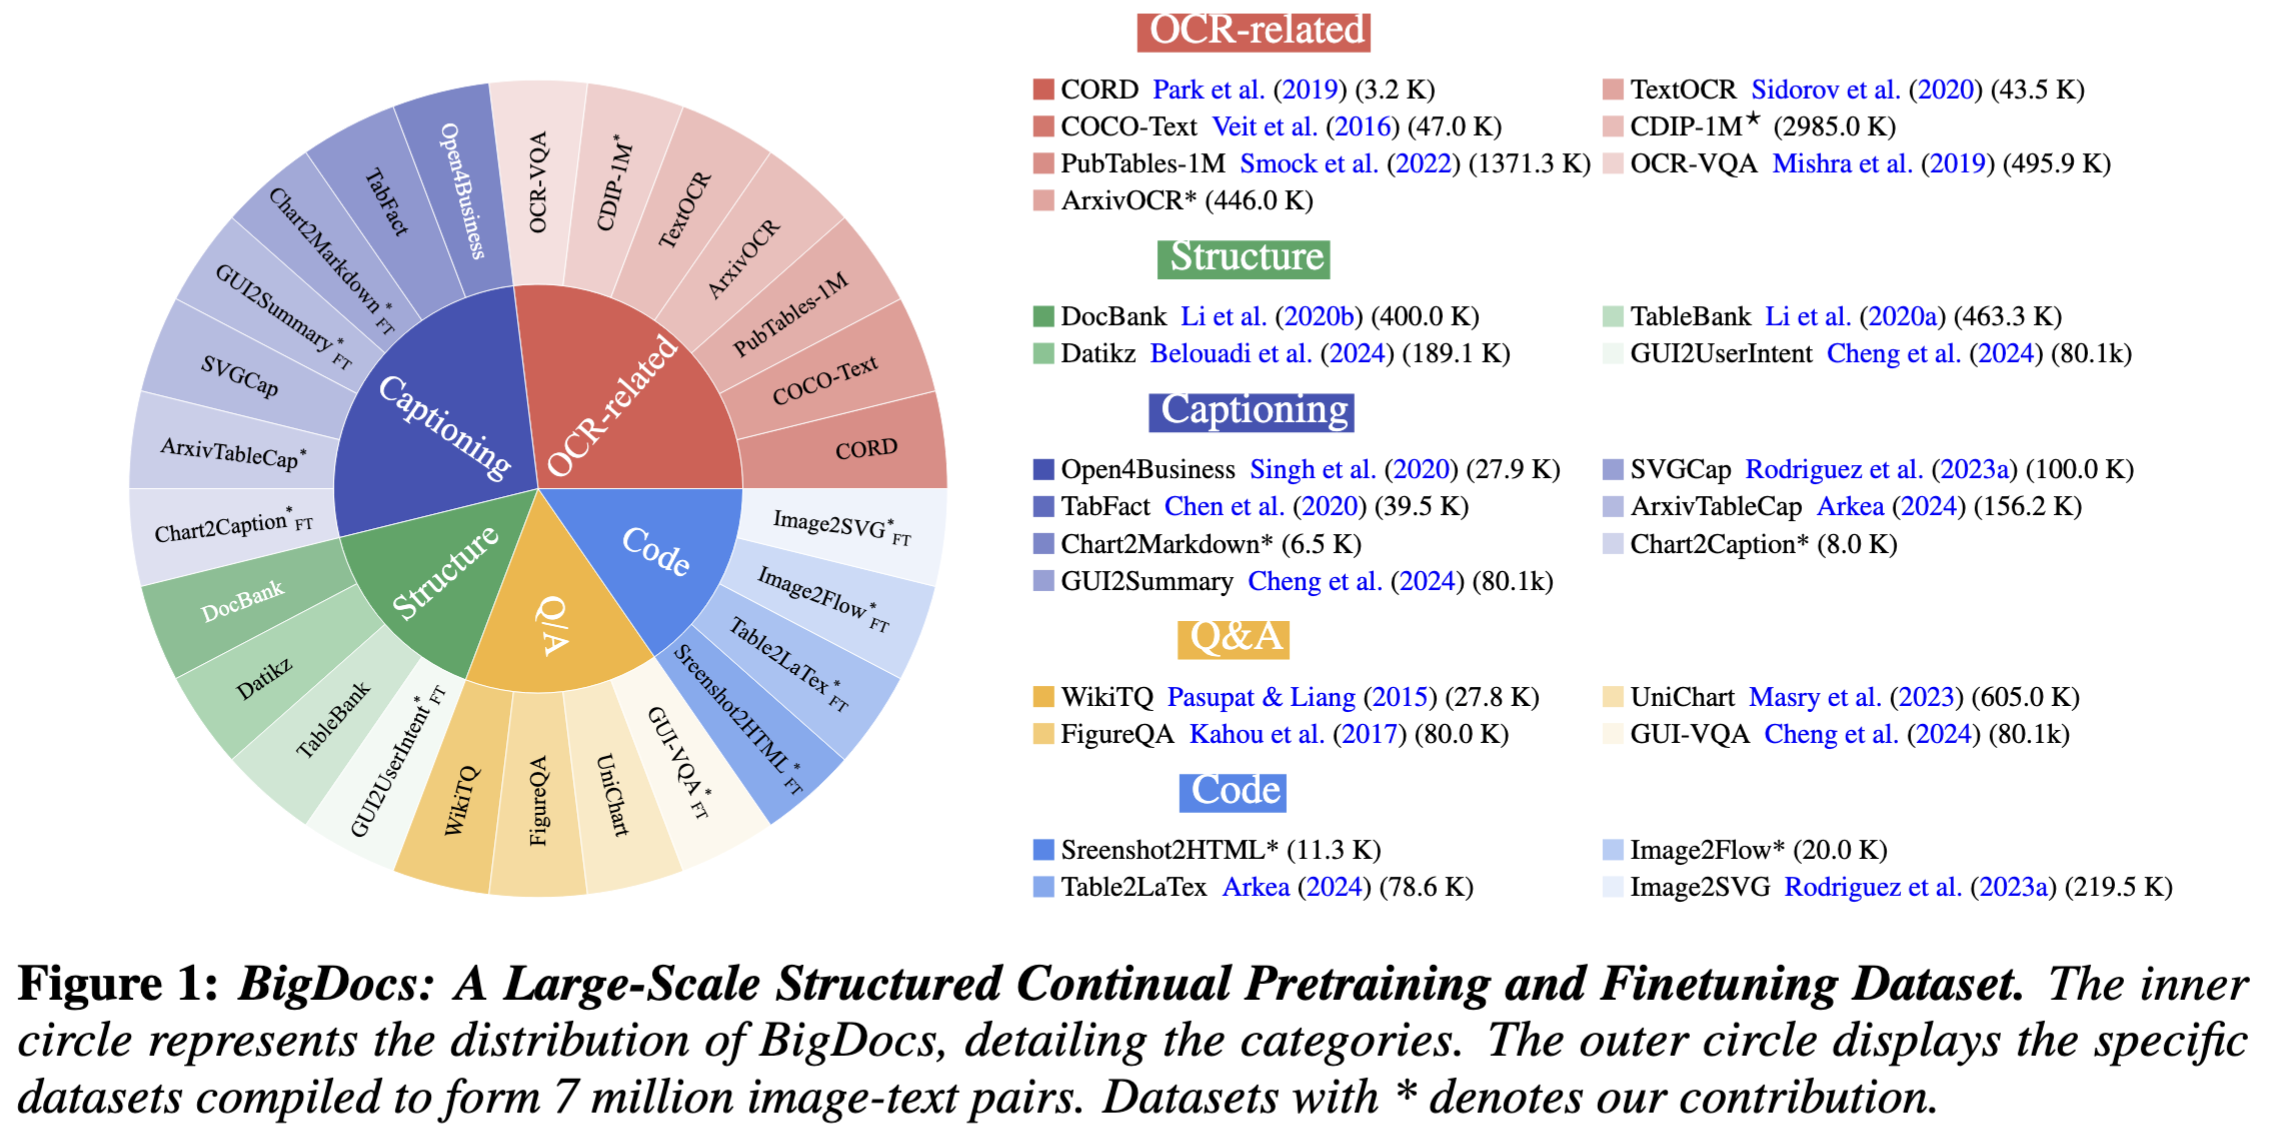 Open4Business
TabFact
Chart2Markdown*FT
GUI2Summary*FT
SVGCap
ArxivTableCap*
Chart2Caption*FT
DocBank
Datikz
TableBank
GUI2UserIntent*FT
WikiTQ
FigureQA
UniChart
GUI-VQA*FT
Sreenshot2HTML*FT
Table2LaTex*FT
Image2Flow*FT
Image2SVG*FT
CORD
COCO-Text
PubTables-1M
ArxivOCR
TextOCR
CDIP-1M*
OCR-VQA
Captioning
OCR-related
Structure
Q/A
Code
OCR-related
CORD Park et al. (2019) (3.2 K)
COCO-Text Veit et al. (2016) (47.0 K)
PubTables-1M Smock et al. (2022) (1371.3 K)
ArxivOCR* (446.0 K)
TextOCR Sidorov et al. (2020) (43.5 K)
CDIP-1M★ (2985.0 K)
OCR-VQA Mishra et al. (2019) (495.9 K)
Structure
DocBank Li et al. (2020b) (400.0 K)
Datikz Belouadi et al. (2024) (189.1 K)
TableBank Li et al. (2020a) (463.3 K)
GUI2UserIntent Cheng et al. (2024) (80.1k)
Captioning
Open4Business Singh et al. (2020) (27.9 K)
TabFact Chen et al. (2020) (39.5 K)
Chart2Markdown* (6.5 K)
GUI2Summary Cheng et al. (2024) (80.1k)
SVGCap Rodriguez et al. (2023a) (100.0 K)
ArxivTableCap Arkea (2024) (156.2 K)
Chart2Caption* (8.0 K)
Q&A
WikiTQ Pasupat & Liang (2015) (27.8 K)
FigureQA Kahou et al. (2017) (80.0 K)
UniChart Masry et al. (2023) (605.0 K)
GUI-VQA Cheng et al. (2024) (80.1k)
Code
Sreenshot2HTML* (11.3 K)
Table2LaTex Arkea (2024) (78.6 K)
Image2Flow* (20.0 K)
Image2SVG Rodriguez et al. (2023a) (219.5 K)
Figure 1: BigDocs: A Large-Scale Structured Continual Pretraining and Finetuning Dataset. The inner
circle represents the distribution of BigDocs, detailing the categories. The outer circle displays the specific
datasets compiled to form 7 million image-text pairs. Datasets with * denotes our contribution.